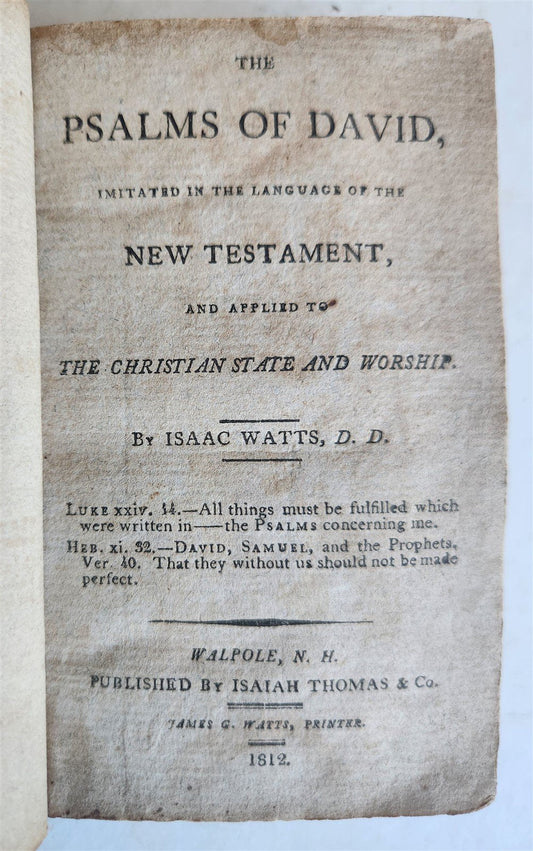 THE
PSALMS OF DAVID,
IMITATED IN THE LANGUAGE OF THE
NEW TESTAMENT,
AND APPLIED TO
THE CHRISTIAN STATE AND WORSHIP.
By ISAAC WATTS, D. D.
LUKE xxiv. 44.—All things must be fulfilled which
were written in——the PSALMS concerning me.
HEB. xi. 32.—DAVID, SAMUEL, and the Prophets.
Ver. 40. That they without us should not be made
perfect.
WALPOLE, N. H.
PUBLISHED BY ISAIAH THOMAS & Co.
JAMES G. WATTS, PRINTER.
1812.